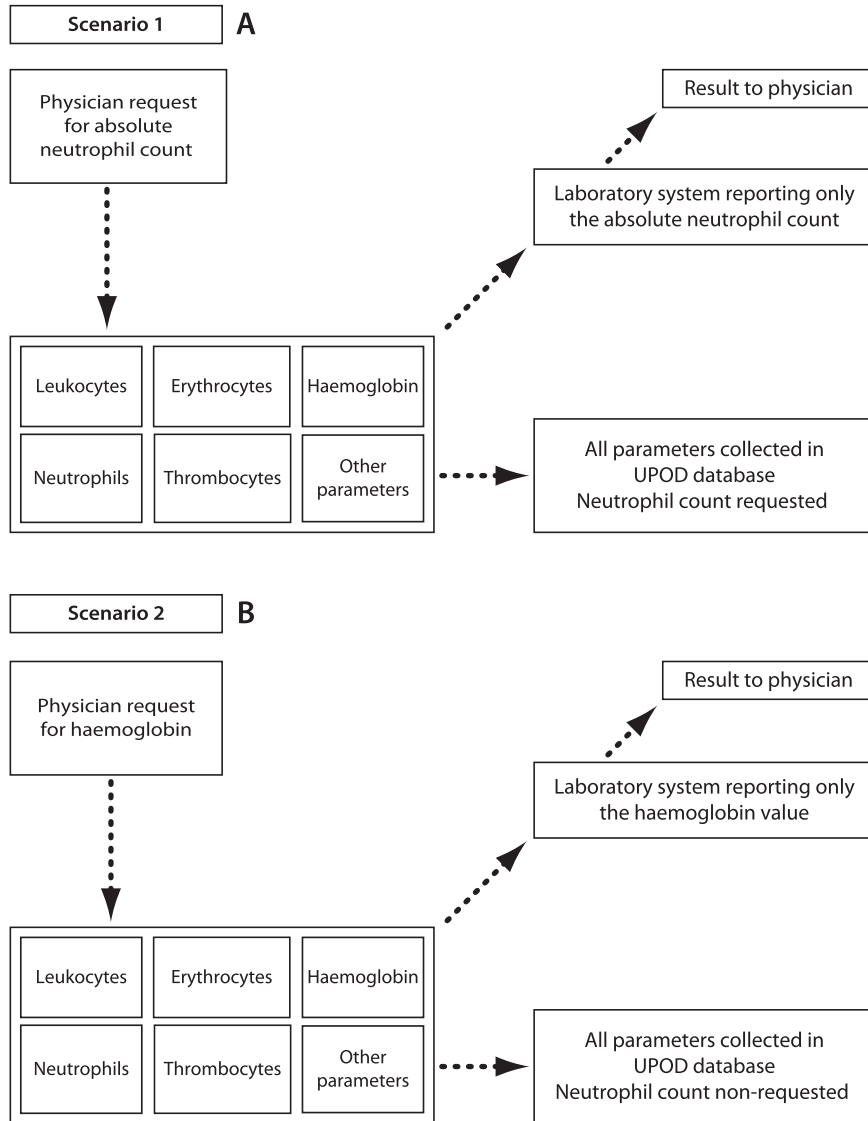 Scenario 1
A
Physician request
for absolute
neutrophil count
Result to physician
Laboratory system reporting only
the absolute neutrophil count
Leukocytes
Erythrocytes
Haemoglobin
Neutrophils
Thrombocytes
Other
parameters
All parameters collected in
UPOD database
Neutrophil count requested
Scenario 2
B
Physician request
for haemoglobin
Result to physician
Laboratory system reporting only
the haemoglobin value
Leukocytes
Erythrocytes
Haemoglobin
Neutrophils
Thrombocytes
Other
parameters
All parameters collected in
UPOD database
Neutrophil count non-requested